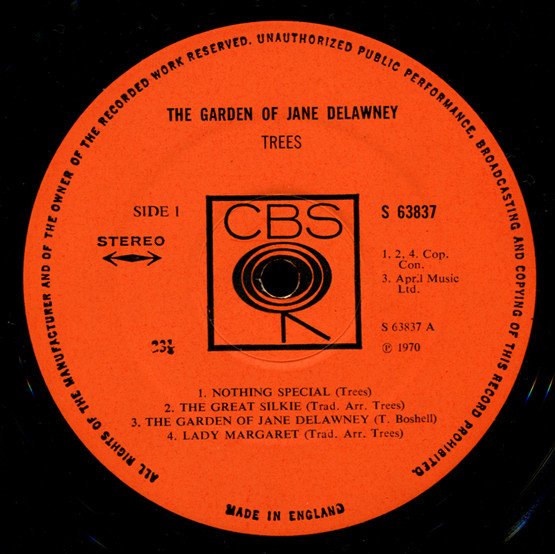 ALL RIGHTS OF THE MANUFACTURER AND OF THE OWNER OF THE RECORDED WORK RESERVED. UNAUTHORIZED PUBLIC PERFORMANCE, BROADCASTING AND COPYING OF THIS RECORD PROHIBITED.
THE GARDEN OF JANE DELAWNEY
TREES
SIDE 1
CBS
S 63837
STEREO
1. 2. 4. Cop.
Con.
3. April Music
Ltd.
S 63837 A
33⅓
℗ 1970
1. NOTHING SPECIAL (Trees)
2. THE GREAT SILKIE (Trad. Arr. Trees)
3. THE GARDEN OF JANE DELAWNEY (T. Boshell)
4. LADY MARGARET (Trad. Arr. Trees)
MADE IN ENGLAND